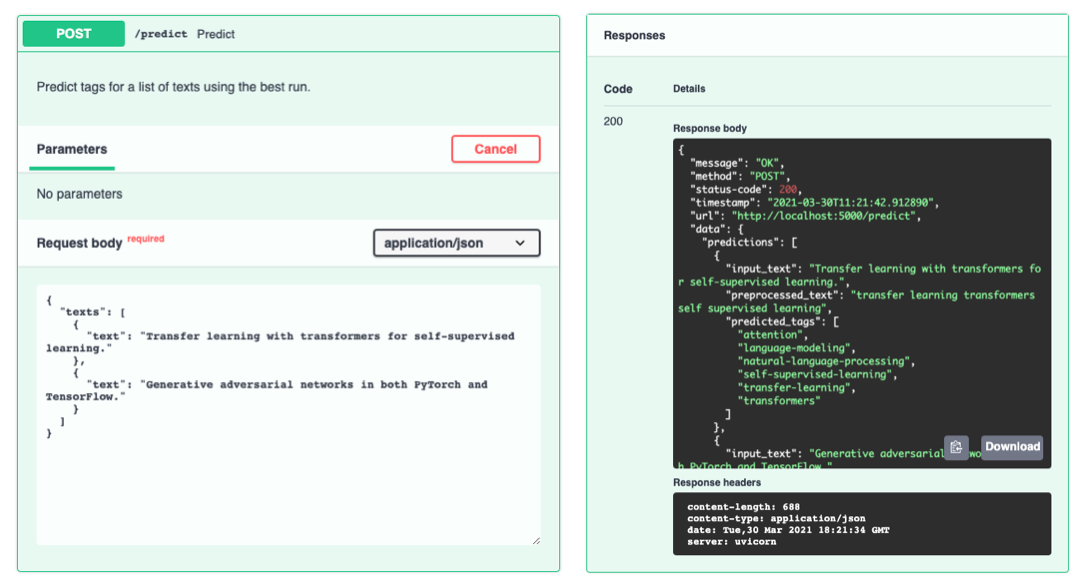 POST /predict Predict
Predict tags for a list of texts using the best run.
Parameters
Cancel
No parameters
Request body required
application/json
{
"texts": [
{
"text": "Transfer learning with transformers for self-supervised
learning."
},
{
"text": "Generative adversarial networks in both PyTorch and
TensorFlow."
}
]
}
Responses
Code Details
200
Response body
{
"message": "OK",
"method": "POST",
"status-code": 200,
"timestamp": "2021-03-30T11:21:42.912890",
"url": "http://localhost:5000/predict",
"data": {
"predictions": [
{
"input_text": "Transfer learning with transformers fo
r self-supervised learning.",
"preprocessed_text": "transfer learning transformers
self supervised learning",
"predicted_tags": [
"attention",
"language-modeling",
"natural-language-processing",
"self-supervised-learning",
"transfer-learning",
"transformers"
]
},
{
"input_text": "Generative adversarial
Download
h PyTorch and TensorFlow."
Response headers
content-length: 688
content-type: application/json
date: Tue,30 Mar 2021 18:21:34 GMT
server: uvicorn